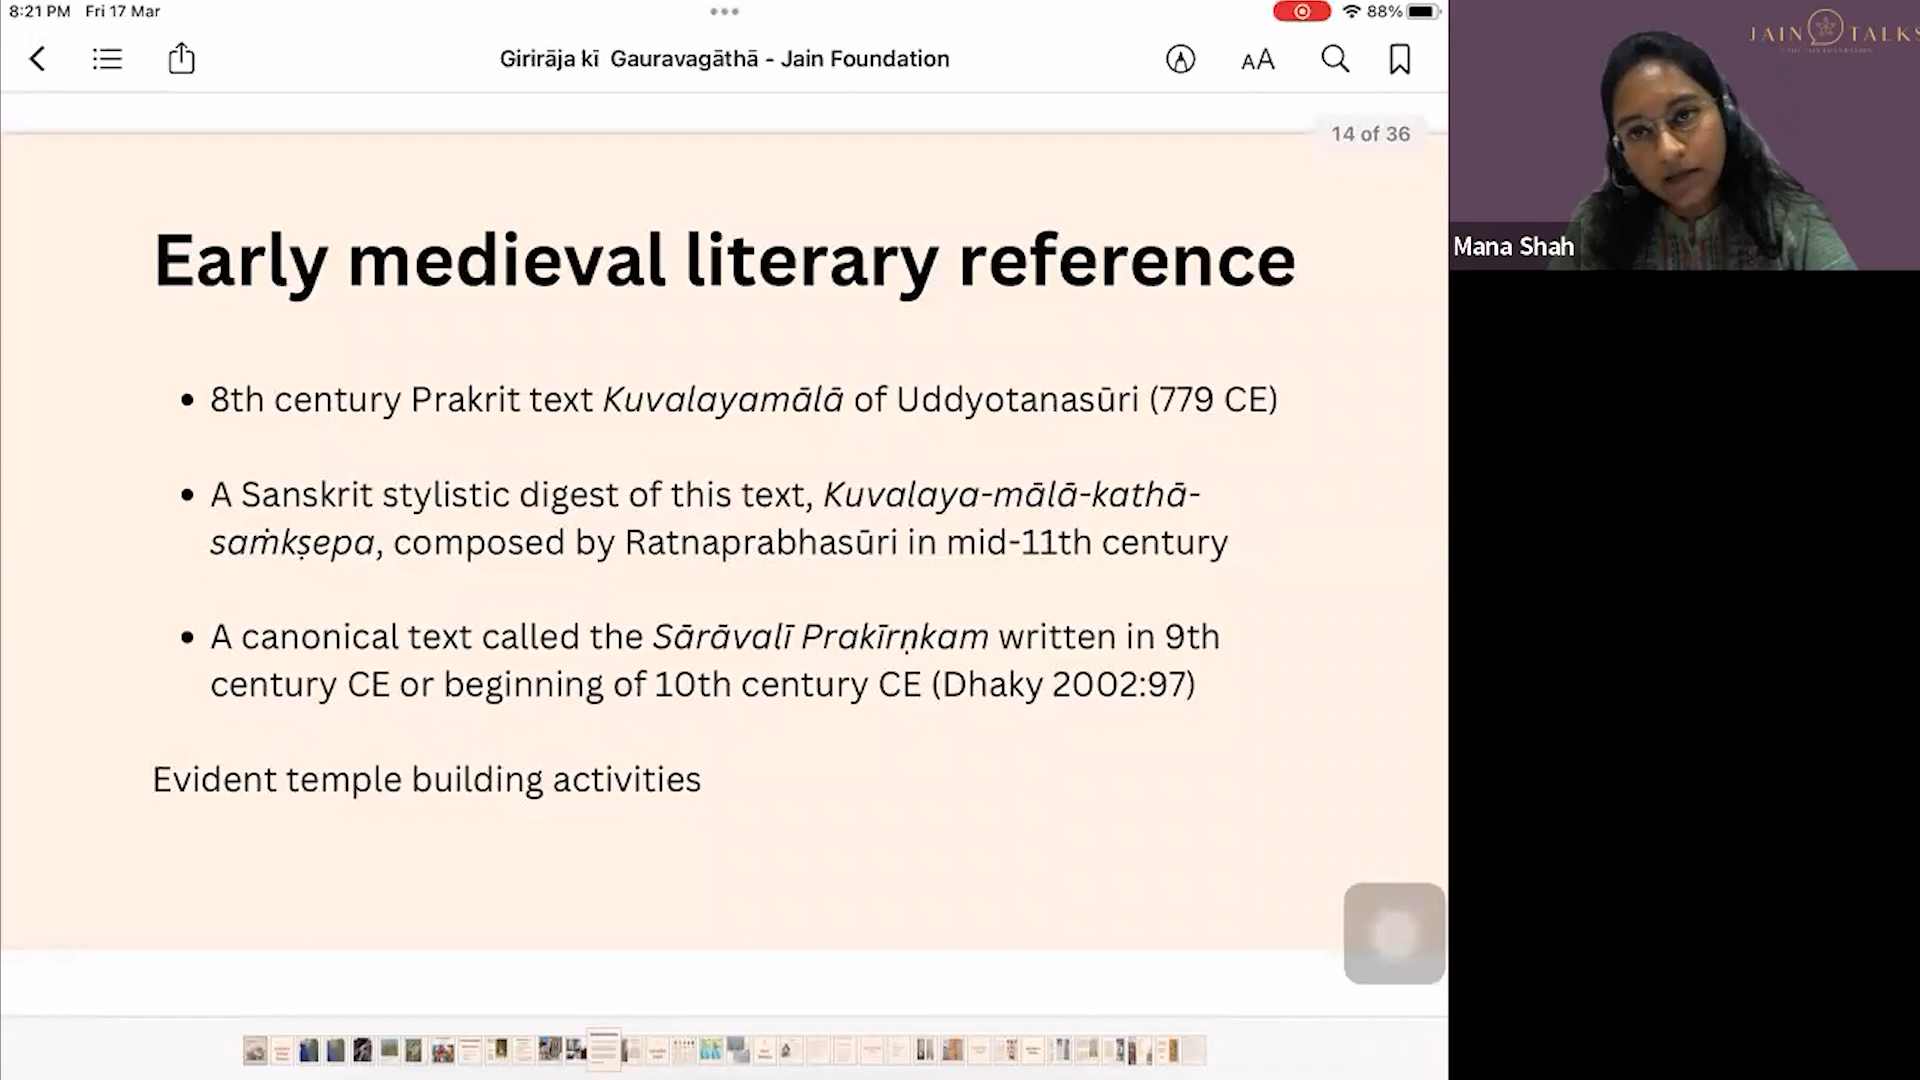 8:21 PM Fri 17 Mar
88%
Girirāja kī Gauravagāthā - Jain Foundation
AA
14 of 36
JAIN TALKS
Mana Shah
Early medieval literary reference
• 8th century Prakrit text Kuvalayamālā of Uddyotanasūri (779 CE)
• A Sanskrit stylistic digest of this text, Kuvalaya-mālā-kathā-
saṁkṣepa, composed by Ratnaprabhasūri in mid-11th century
• A canonical text called the Sārāvalī Prakīrṇkam written in 9th
century CE or beginning of 10th century CE (Dhaky 2002:97)
Evident temple building activities